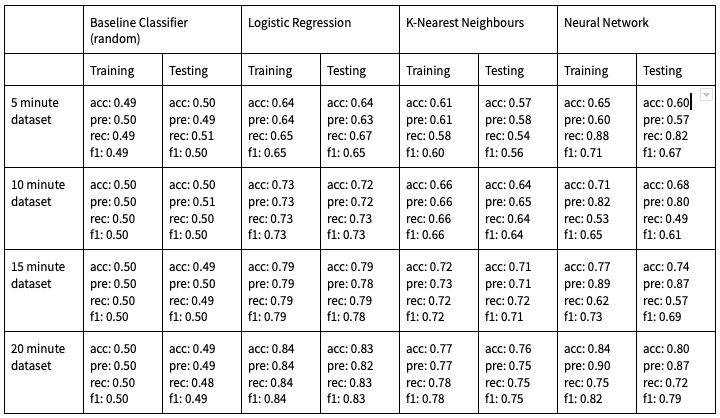 Baseline Classifier (random) Logistic Regression K-Nearest Neighbours Neural Network
Training Testing Training Testing Training Testing Training Testing
5 minute dataset
acc: 0.49 acc: 0.50 acc: 0.64 acc: 0.64 acc: 0.61 acc: 0.57 acc: 0.65 acc: 0.60
pre: 0.50 pre: 0.49 pre: 0.64 pre: 0.63 pre: 0.61 pre: 0.58 pre: 0.60 pre: 0.57
rec: 0.49 rec: 0.51 rec: 0.65 rec: 0.67 rec: 0.58 rec: 0.54 rec: 0.88 rec: 0.82
f1: 0.49 f1: 0.50 f1: 0.65 f1: 0.65 f1: 0.60 f1: 0.56 f1: 0.71 f1: 0.67
10 minute dataset
acc: 0.50 acc: 0.50 acc: 0.73 acc: 0.72 acc: 0.66 acc: 0.64 acc: 0.71 acc: 0.68
pre: 0.50 pre: 0.51 pre: 0.73 pre: 0.72 pre: 0.66 pre: 0.65 pre: 0.82 pre: 0.80
rec: 0.50 rec: 0.50 rec: 0.73 rec: 0.73 rec: 0.66 rec: 0.64 rec: 0.53 rec: 0.49
f1: 0.50 f1: 0.50 f1: 0.73 f1: 0.73 f1: 0.66 f1: 0.64 f1: 0.65 f1: 0.61
15 minute dataset
acc: 0.50 acc: 0.49 acc: 0.79 acc: 0.79 acc: 0.72 acc: 0.71 acc: 0.77 acc: 0.74
pre: 0.50 pre: 0.50 pre: 0.79 pre: 0.78 pre: 0.73 pre: 0.71 pre: 0.89 pre: 0.87
rec: 0.50 rec: 0.49 rec: 0.79 rec: 0.79 rec: 0.72 rec: 0.72 rec: 0.62 rec: 0.57
f1: 0.50 f1: 0.50 f1: 0.79 f1: 0.78 f1: 0.72 f1: 0.71 f1: 0.73 f1: 0.69
20 minute dataset
acc: 0.50 acc: 0.49 acc: 0.84 acc: 0.83 acc: 0.77 acc: 0.76 acc: 0.84 acc: 0.80
pre: 0.50 pre: 0.49 pre: 0.84 pre: 0.82 pre: 0.77 pre: 0.75 pre: 0.90 pre: 0.87
rec: 0.50 rec: 0.48 rec: 0.84 rec: 0.83 rec: 0.78 rec: 0.75 rec: 0.75 rec: 0.72
f1: 0.50 f1: 0.49 f1: 0.84 f1: 0.83 f1: 0.78 f1: 0.75 f1: 0.82 f1: 0.79